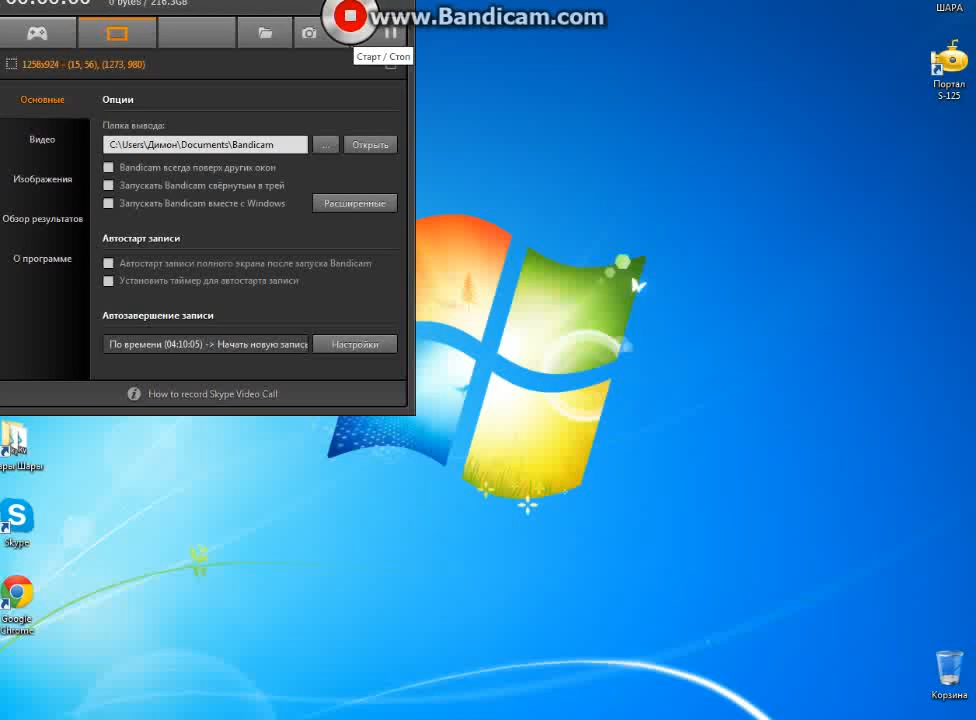 0 bytes / 216.3GB
www.Bandicam.com
ШАРА
Старт / Стоп
1258x924 - (15, 56), (1273, 980)
Портал
S-125
Основные
Опции
Видео
Папка вывода:
C:\Users\Димон\Documents\Bandicam
...
Открыть
Bandicam всегда поверх других окон
Изображения
Запускать Bandicam свёрнутым в трей
Запускать Bandicam вместе с Windows
Расширенные
Обзор результатов
Автостарт записи
О программе
Автостарт записи полного экрана после запуска Bandicam
Установить таймер для автостарта записи
Автозавершение записи
По времени (04:10:05) -> Начать новую запись
Настройки
How to record Skype Video Call
ары Шары
Skype
Google
Chrome
Корзина